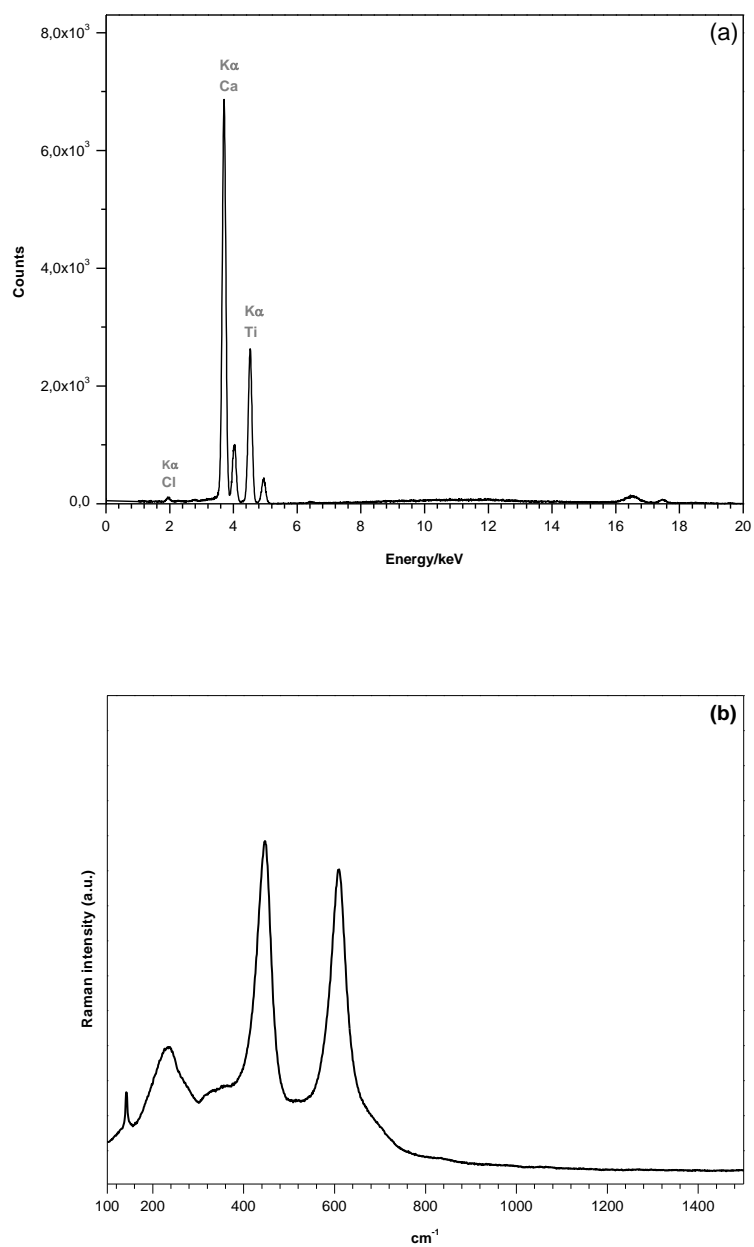 (a)
8,0x10³
Kα
Ca
6,0x10³
4,0x10³
Kα
Ti
2,0x10³
Kα
Cl
0,0
0 2 4 6 8 10 12 14 16 18 20
Counts
Energy/keV
(b)
Raman intensity (a.u.)
100 200 400 600 800 1000 1200 1400
cm⁻¹